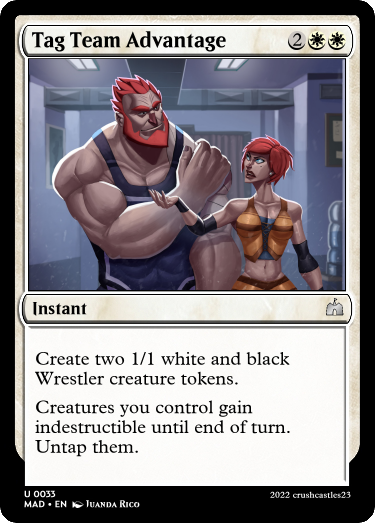 Tag Team Advantage 2
Instant
Create two 1/1 white and black
Wrestler creature tokens.
Creatures you control gain
indestructible until end of turn.
Untap them.
U 0033
MAD • EN Juanda Rico
2022 crushcastles23